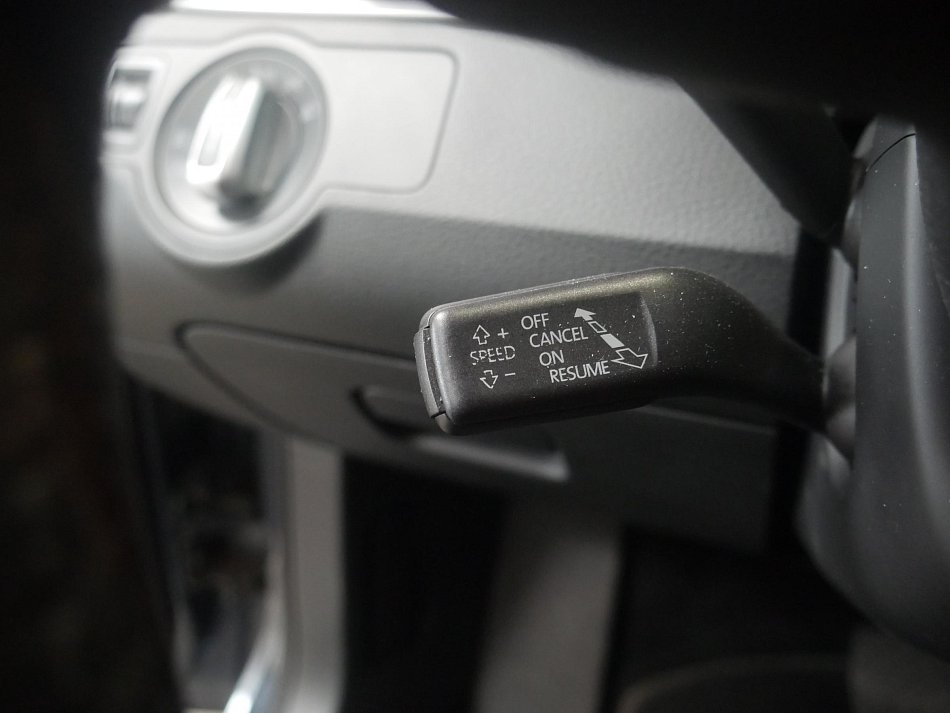 +
SPEED
−
OFF
CANCEL
ON
RESUME